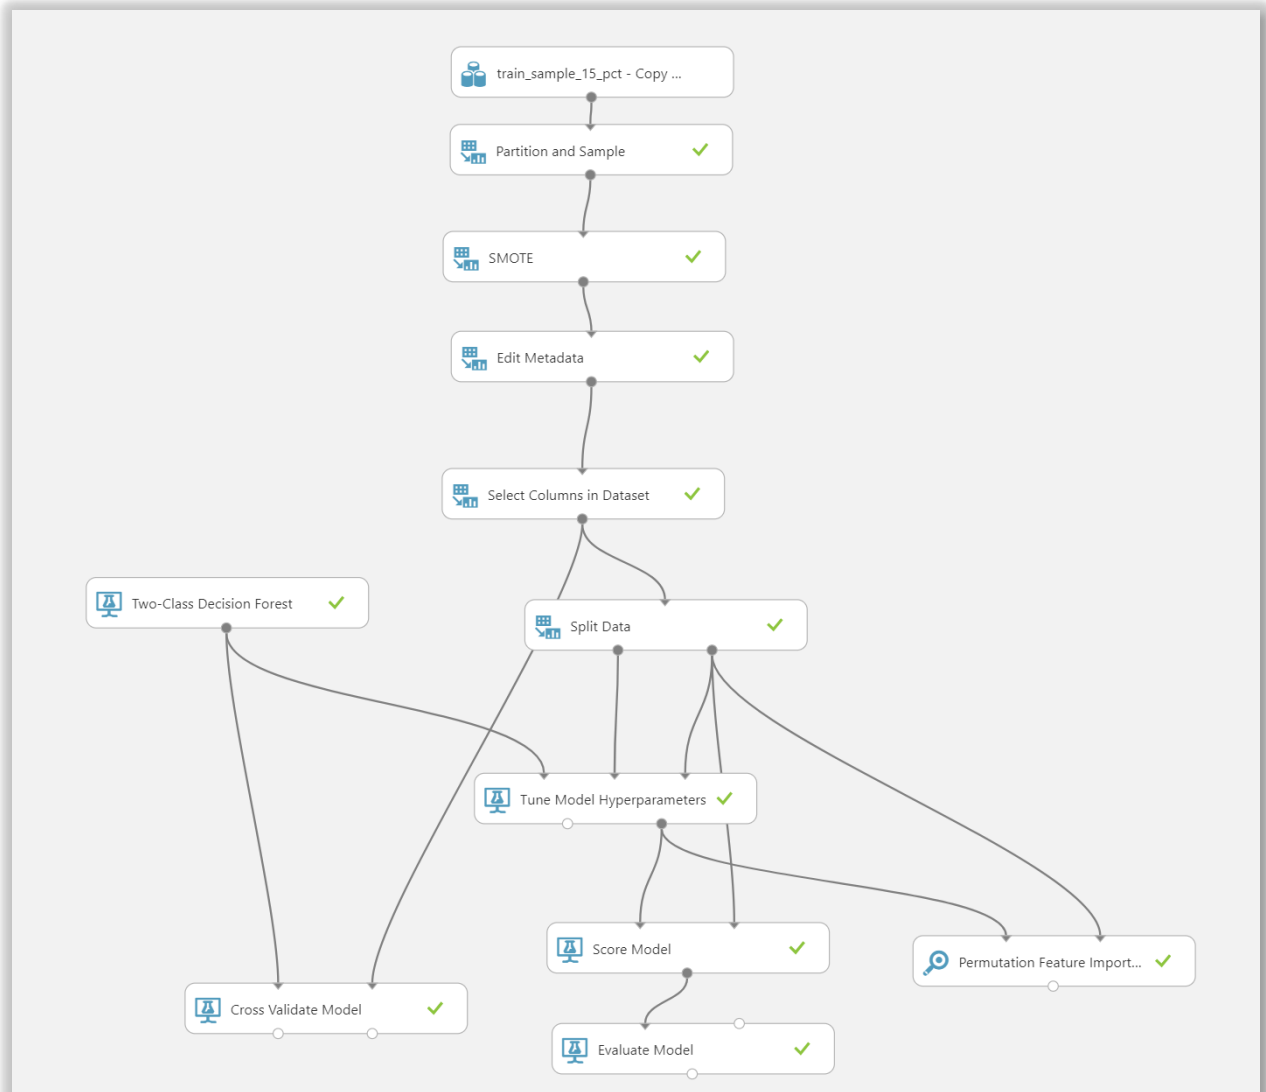 train_sample_15_pct - Copy ...
Partition and Sample
SMOTE
Edit Metadata
Select Columns in Dataset
Two-Class Decision Forest
Split Data
Tune Model Hyperparameters
Score Model
Permutation Feature Import...
Cross Validate Model
Evaluate Model